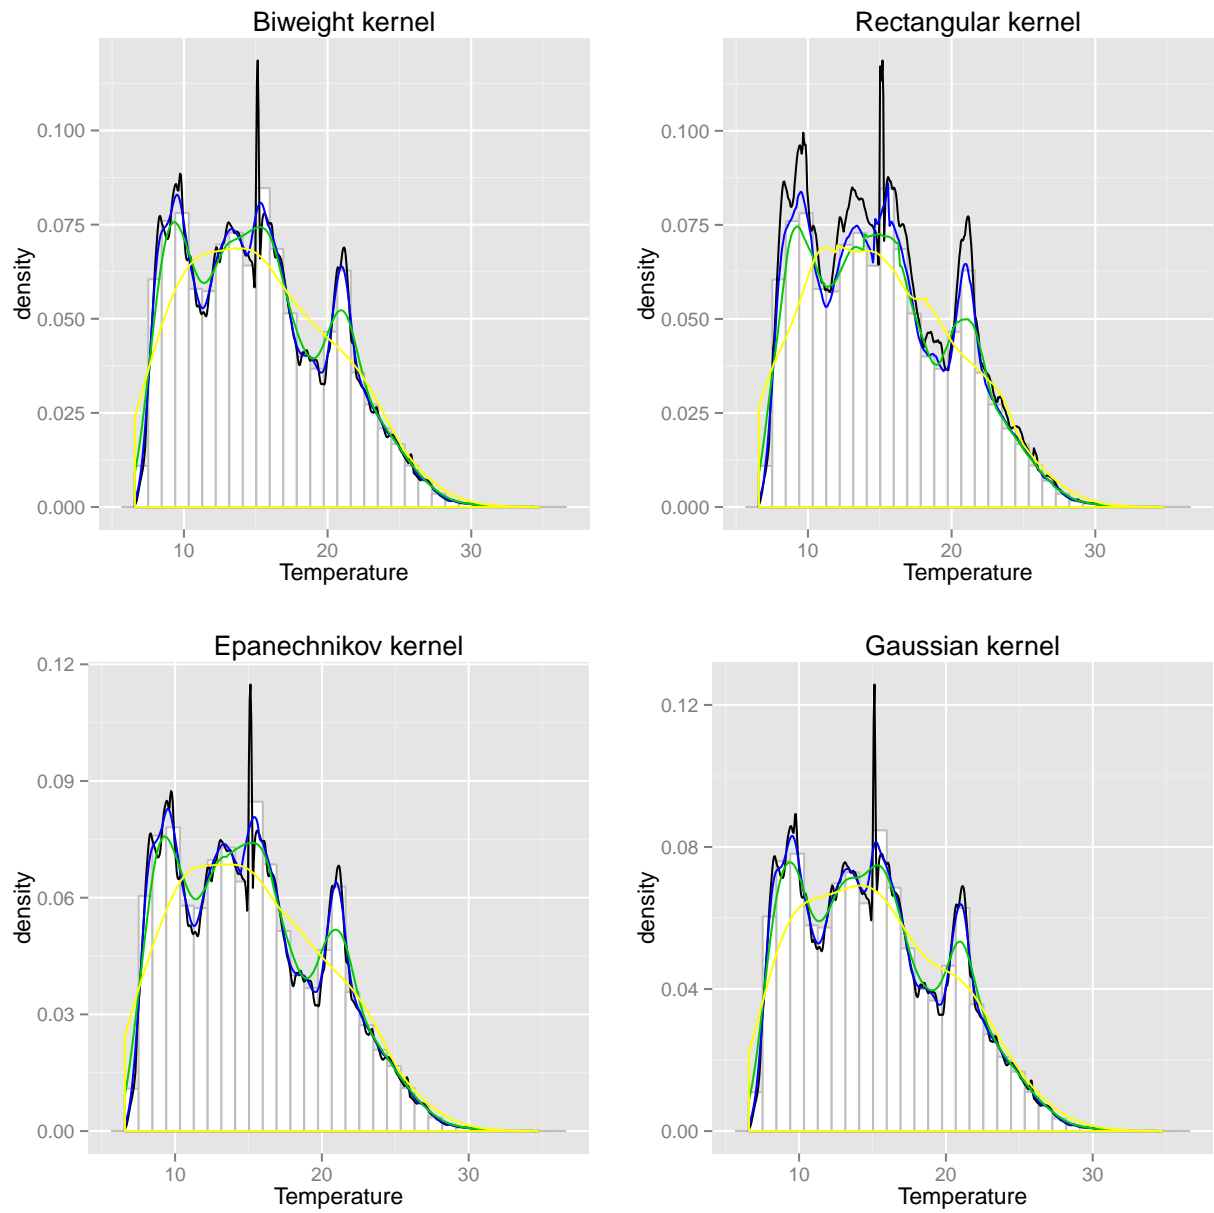 Biweight kernel
0.100
0.075
0.050
0.025
0.000
density
10 20 30
Temperature
Rectangular kernel
0.100
0.075
0.050
0.025
0.000
density
10 20 30
Temperature
Epanechnikov kernel
0.12
0.09
0.06
0.03
0.00
density
10 20 30
Temperature
Gaussian kernel
0.12
0.08
0.04
0.00
density
10 20 30
Temperature